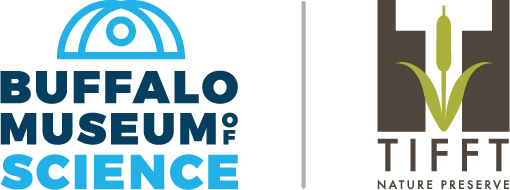 BUFFALO
MUSEUM OF
SCIENCE
TIFFT
NATURE PRESERVE